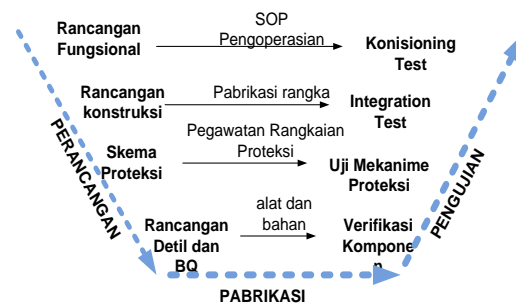 Rancangan
Fungsional
SOP
Pengoperasian
Konisioning
Test
Rancangan
konstruksi
Pabrikasi rangka
Integration
Test
Skema
Proteksi
Pegawatan Rangkaian
Proteksi
Uji Mekanime
Proteksi
Rancangan
Detil dan
BQ
alat dan
bahan
Verifikasi
Kompone
n
PERANCANGAN
PABRIKASI
PENGUJIAN